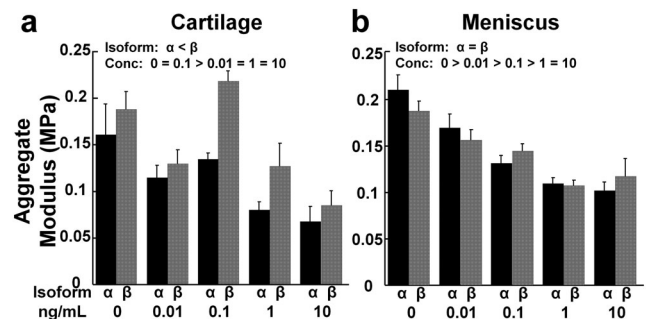 a Cartilage
Isoform: α < β
Conc: 0 = 0.1 > 0.01 = 1 = 10
Aggregate
Modulus (MPa)
0.25
0.2
0.15
0.1
0.05
0
Isoform α β α β α β α β α β
ng/mL 0 0.01 0.1 1 10
b Meniscus
Isoform: α = β
Conc: 0 > 0.01 > 0.1 > 1 = 10
0.25
0.2
0.15
0.1
0.05
0
α β α β α β α β α β
0 0.01 0.1 1 10